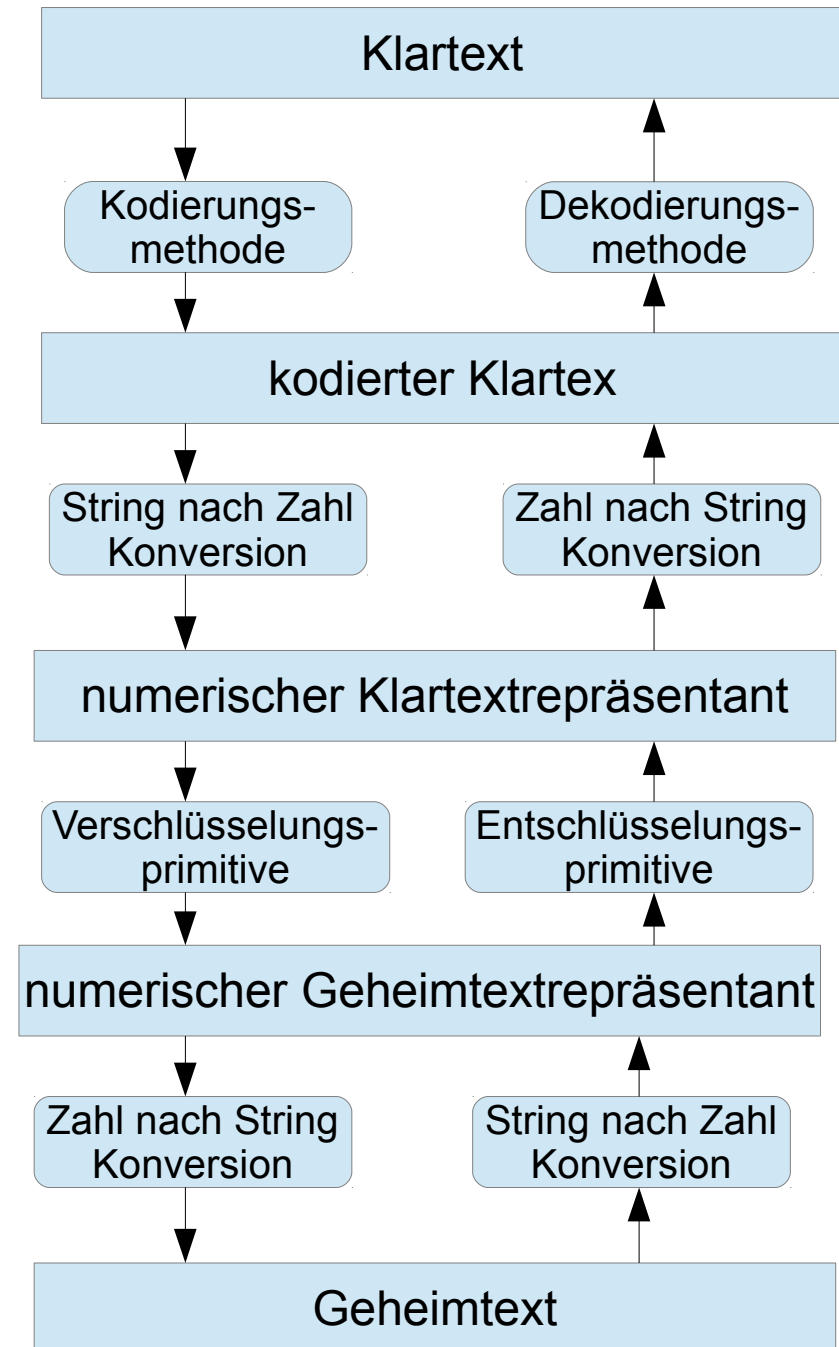 Klartext
Kodierungs-
methode
Dekodierungs-
methode
kodierter Klartex
String nach Zahl
Konversion
Zahl nach String
Konversion
numerischer Klartextrepräsentant
Verschlüsselungs-
primitive
Entschlüsselungs-
primitive
numerischer Geheimtextrepräsentant
Zahl nach String
Konversion
String nach Zahl
Konversion
Geheimtext